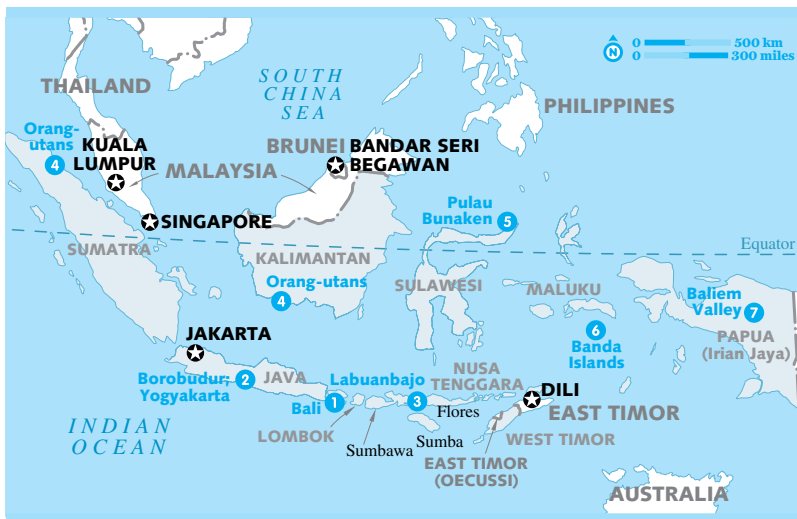 0 500 km
0 300 miles
N
SOUTH
CHINA
SEA
THAILAND
PHILIPPINES
Orang-
utans
4
KUALA
LUMPUR
BRUNEI
BANDAR SERI
BEGAWAN
MALAYSIA
Pulau
Bunaken
5
SINGAPORE
Equator
SUMATRA
KALIMANTAN
Orang-utans
4
SULAWESI
MALUKU
Baliem
Valley
7
6
Banda
Islands
PAPUA
(Irian Jaya)
JAKARTA
Borobudur;
Yogyakarta
2
JAVA
Labuanbajo
3
NUSA
TENGGARA
DILI
Bali
1
Flores
EAST TIMOR
INDIAN
OCEAN
LOMBOK
Sumbawa
Sumba
WEST TIMOR
EAST TIMOR
(OECUSSI)
AUSTRALIA